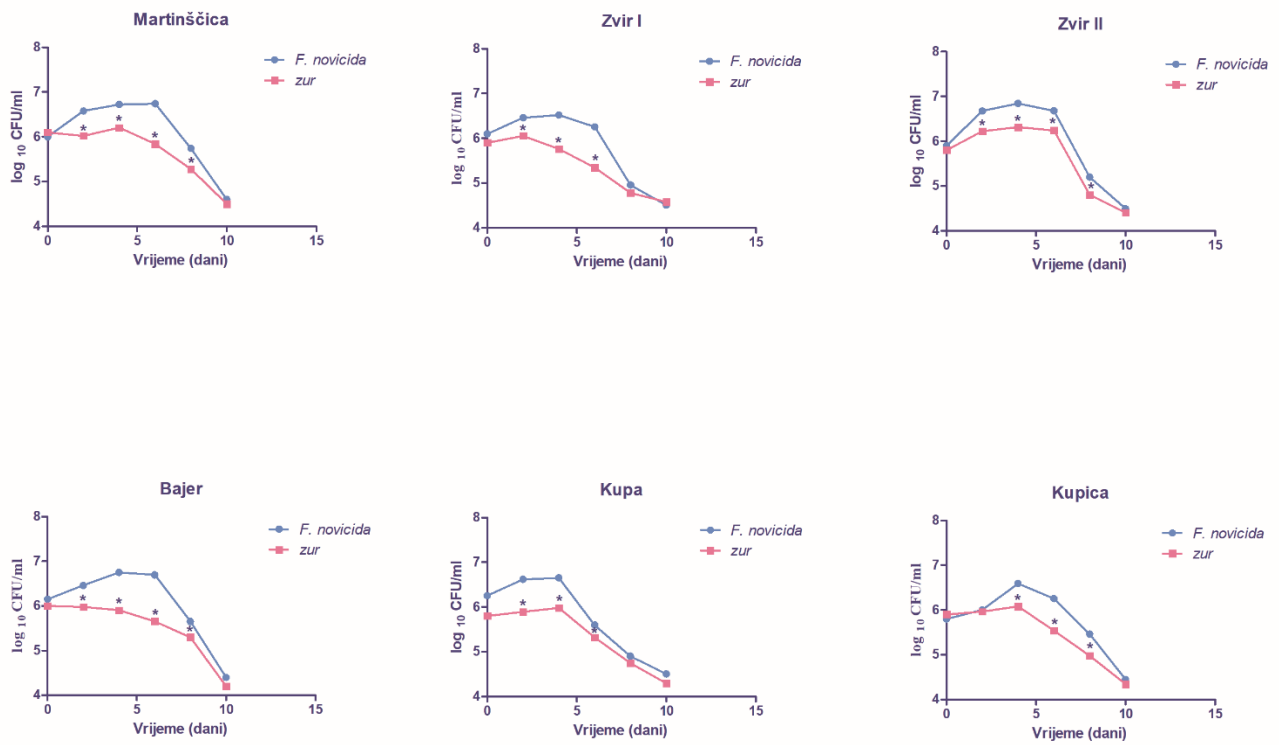 Martinščica
F. novicida
zur
* * * *
log 10 CFU/ml
8
7
6
5
4
0 5 10 15
Vrijeme (dani)
Zvir I
F. novicida
zur
* * *
log 10 CFU/ml
8
7
6
5
4
0 5 10 15
Vrijeme (dani)
Zvir II
F. novicida
zur
* * * *
log 10 CFU/ml
8
7
6
5
4
0 5 10 15
Vrijeme (dani)
Bajer
F. novicida
zur
* * * *
log 10 CFU/ml
8
7
6
5
4
0 5 10 15
Vrijeme (dani)
Kupa
F. novicida
zur
* * *
log 10 CFU/ml
8
7
6
5
4
0 5 10 15
Vrijeme (dani)
Kupica
F. novicida
zur
* * *
log 10 CFU/ml
8
7
6
5
4
0 5 10 15
Vrijeme (dani)